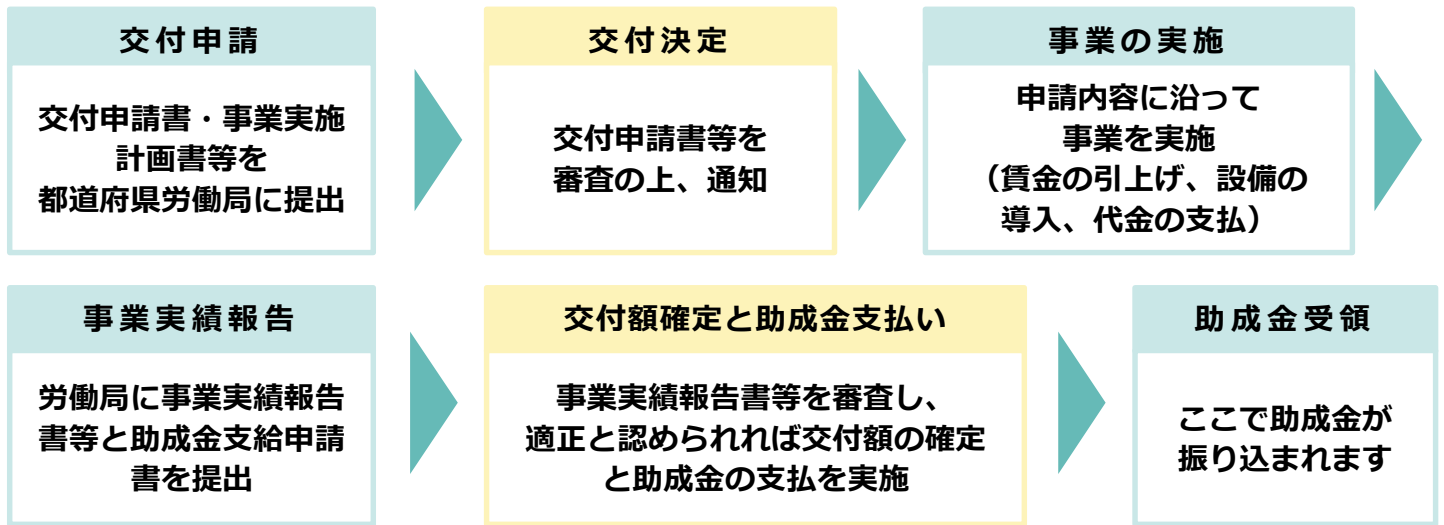 交付申請
交付申請書・事業実施
計画書等を
都道府県労働局に提出
交付決定
交付申請書等を
審査の上、通知
事業の実施
申請内容に沿って
事業を実施
（賃金の引上げ、設備の
導入、代金の支払）
事業実績報告
労働局に事業実績報告
書等と助成金支給申請
書を提出
交付額確定と助成金支払い
事業実績報告書等を審査し、
適正と認められれば交付額の確定
と助成金の支払を実施
助成金受領
ここで助成金が
振り込まれます